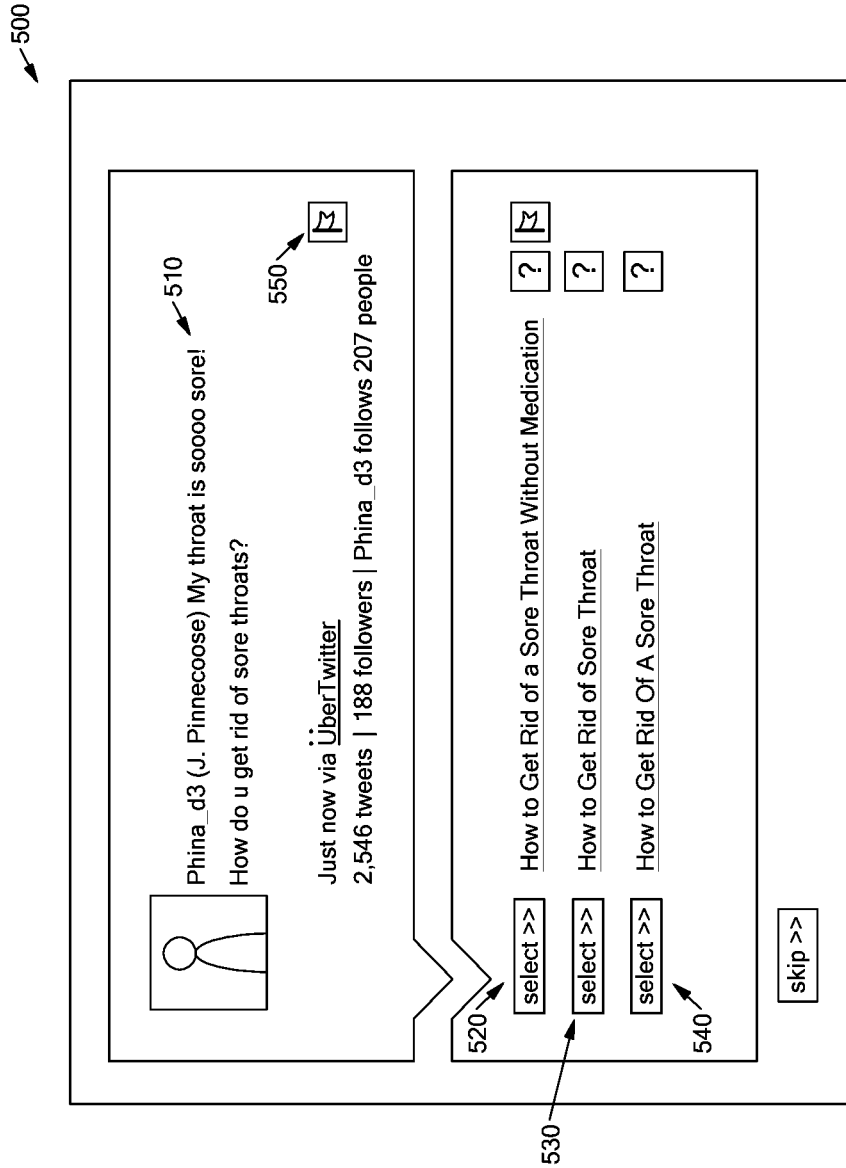 500
Phina_d3 (J. Pinnecoose) My throat is soooo sore!
510
How do u get rid of sore throats?
550
Just now via ÜberTwitter
2,546 tweets | 188 followers | Phina_d3 follows 207 people
520
select >> How to Get Rid of a Sore Throat Without Medication ?
530
select >> How to Get Rid of Sore Throat ?
select >> How to Get Rid Of A Sore Throat ?
540
skip >>